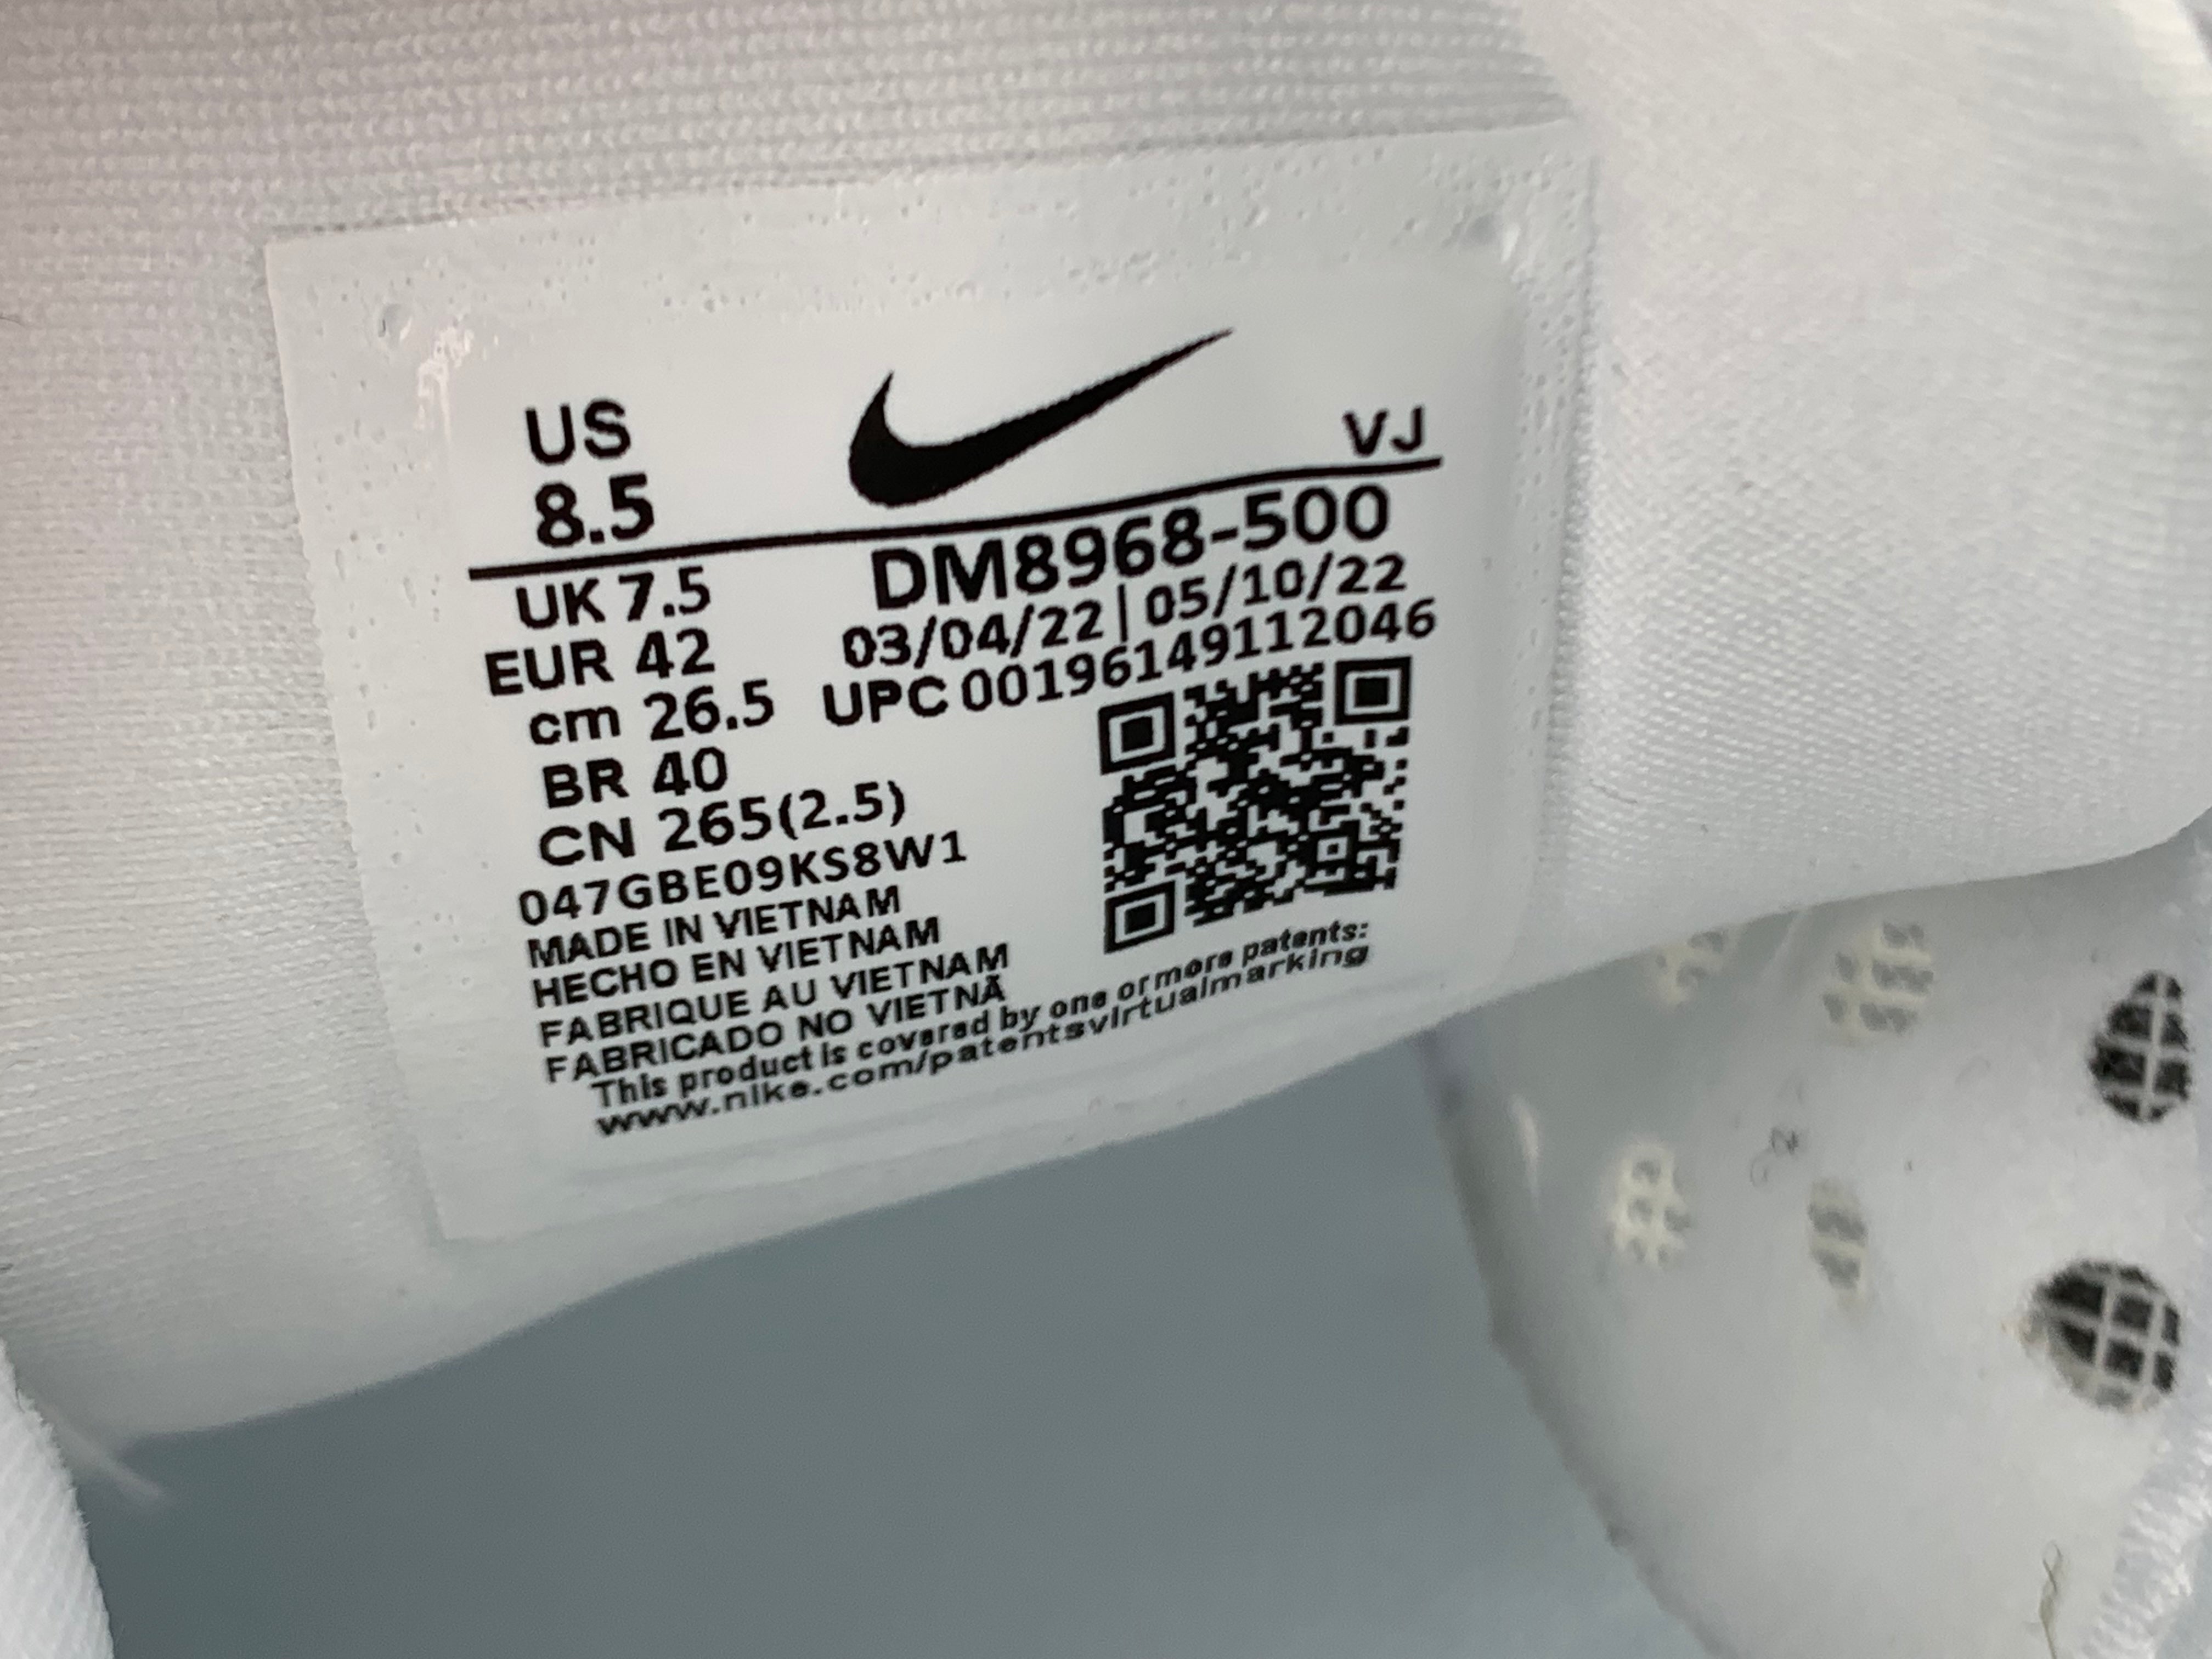 US
8.5
VJ
UK 7.5
EUR 42
cm 26.5
BR 40
CN 265(2.5)
DM8968-500
03/04/22 | 05/10/22
UPC 00196149112046
047GBE09KS8W1
MADE IN VIETNAM
HECHO EN VIETNAM
FABRIQUE AU VIETNAM
FABRICADO NO VIETNÃ
This product is covered by one or more patents:
www.nike.com/patentsvirtualmarking